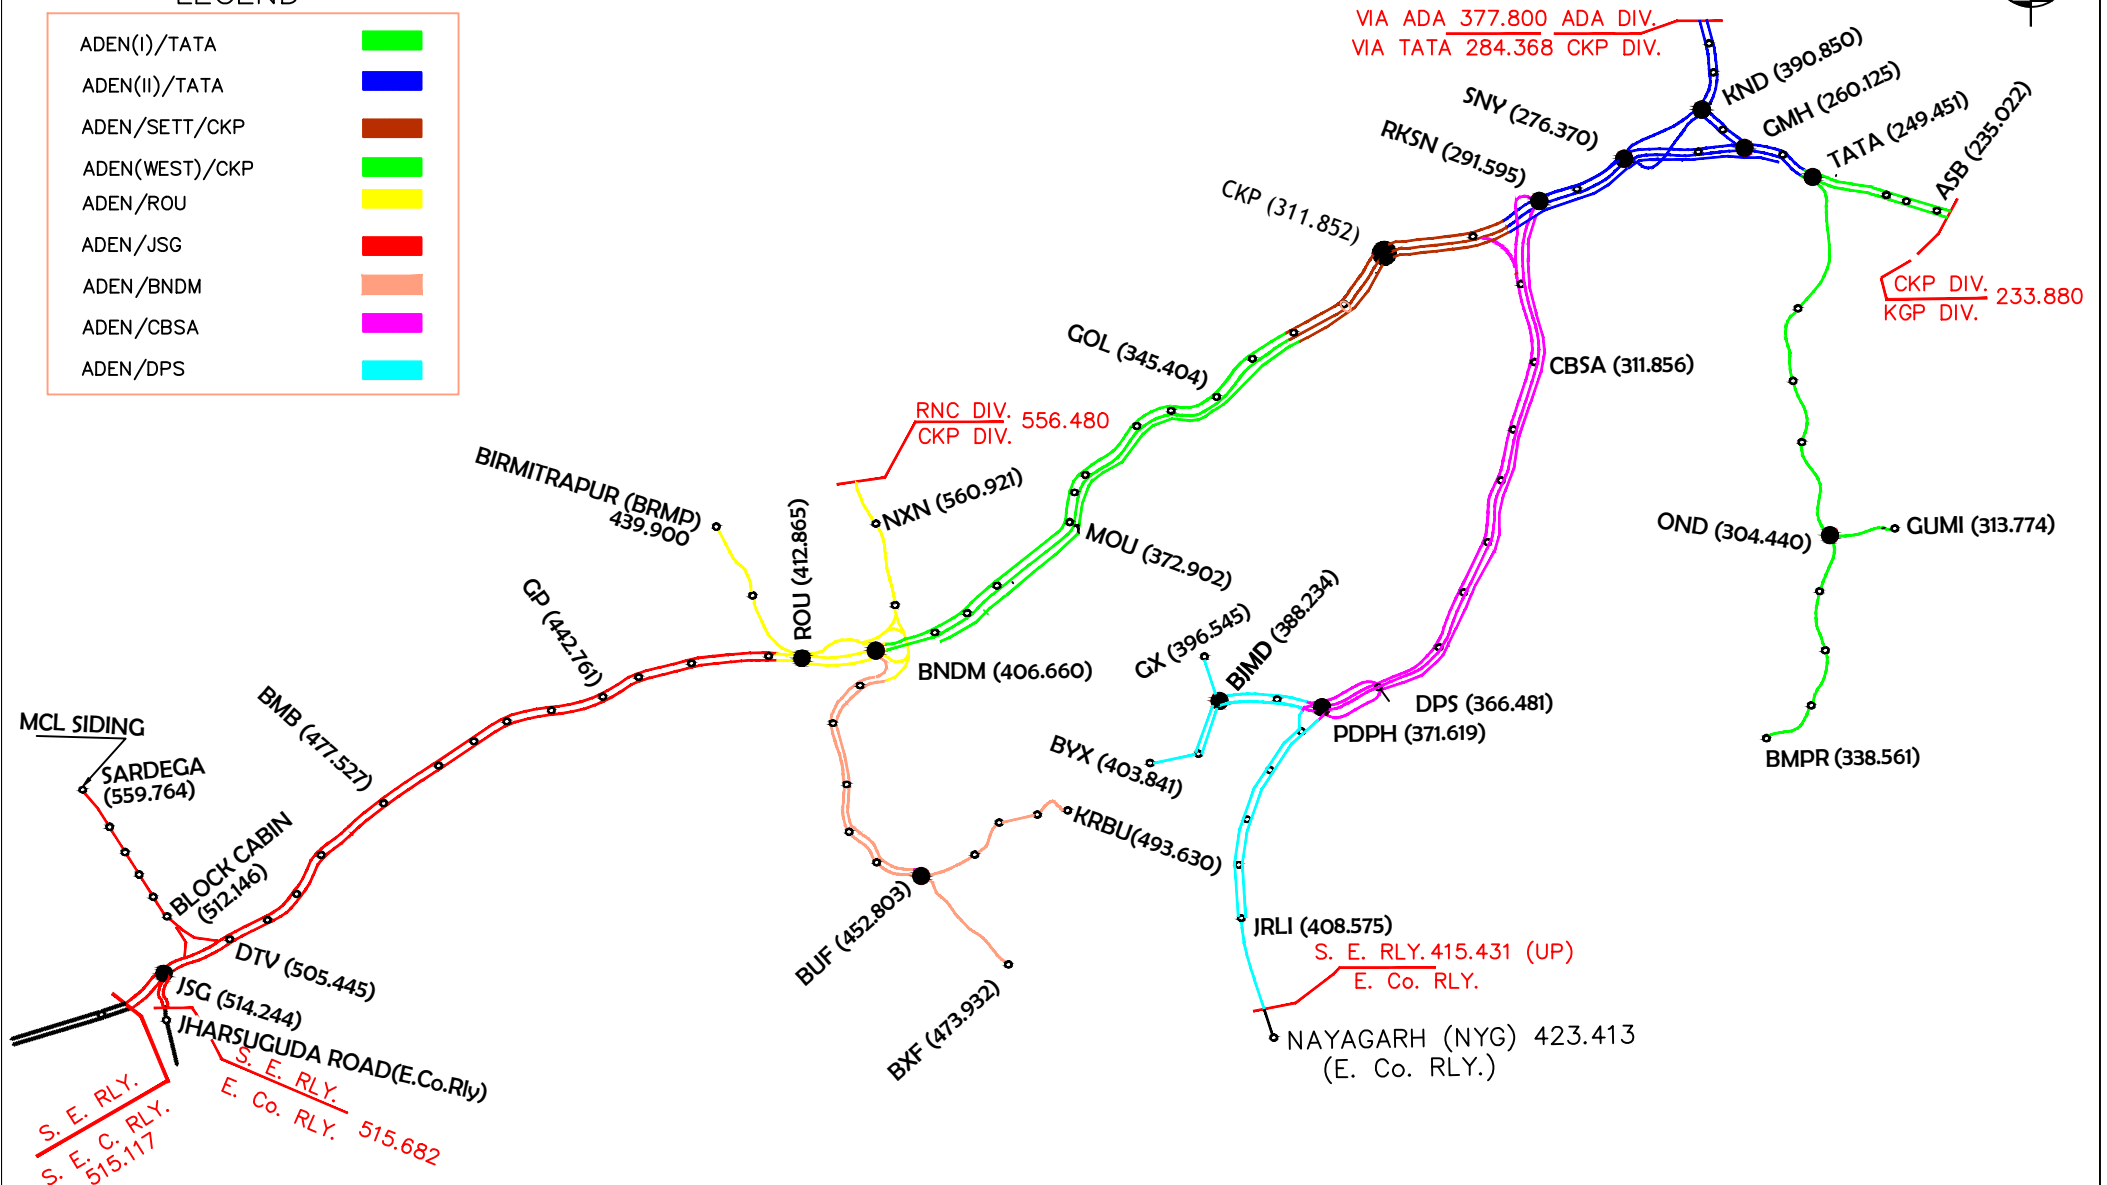 LEGEND
ADEN(I)/TATA
ADEN(II)/TATA
ADEN/SETT/CKP
ADEN(WEST)/CKP
ADEN/ROU
ADEN/JSG
ADEN/BNDM
ADEN/CBSA
ADEN/DPS
VIA ADA 377.800 ADA DIV.
VIA TATA 284.368 CKP DIV.
KND (390.850)
GMH (260.125)
TATA (249.451)
ASB (235.022)
SNY (276.370)
RKSN (291.595)
CKP (311.852)
CKP DIV.
KGP DIV.
233.880
GOL (345.404)
CBSA (311.856)
RNC DIV.
CKP DIV.
556.480
BIRMITRAPUR (BRMP)
439.900
NXN (560.921)
ROU (412.865)
MOU (372.902)
OND (304.440)
GUMI (313.774)
GP (442.761)
BNDM (406.660)
GX (396.545)
BJMD (388.234)
DPS (366.481)
PDPH (371.619)
BMB (477.527)
BYX (403.841)
BMPR (338.561)
MCL SIDING
SARDEGA
(559.764)
BLOCK CABIN
(512.146)
KRBU(493.630)
DTV (505.445)
BUF (452.803)
JRLI (408.575)
S. E. RLY. 415.431 (UP)
E. Co. RLY.
JSG (514.244)
JHARSUGUDA ROAD(E.Co.Rly)
BXF (473.932)
NAYAGARH (NYG) 423.413
(E. Co. RLY.)
S. E. RLY.
E. Co. RLY.
515.682
S. E. RLY.
S. E. C. RLY.
515.117